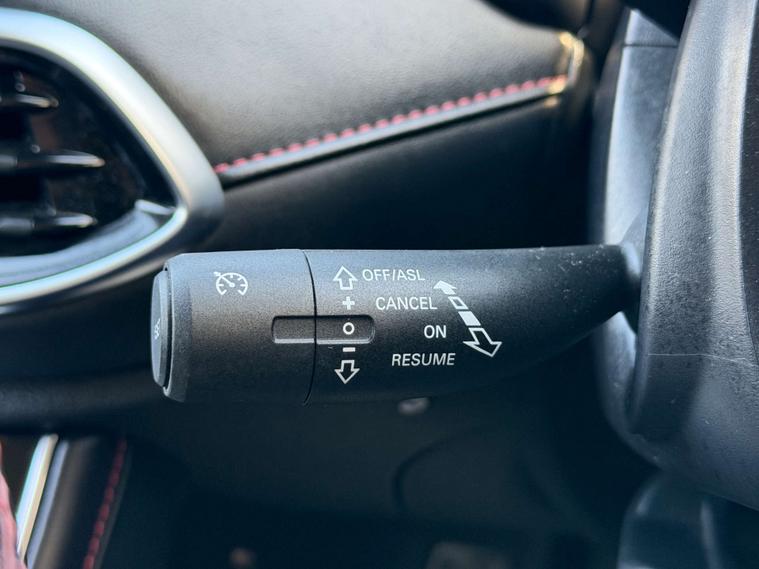 OFF/ASL
+ CANCEL
O ON
− RESUME